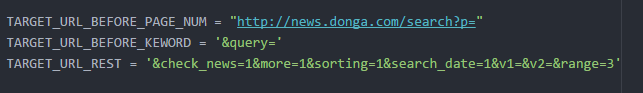 TARGET_URL_BEFORE_PAGE_NUM = "http://news.donga.com/search?p="
TARGET_URL_BEFORE_KEWORD = '&query='
TARGET_URL_REST = '&check_news=1&more=1&sorting=1&search_date=1&v1=&v2=&range=3'